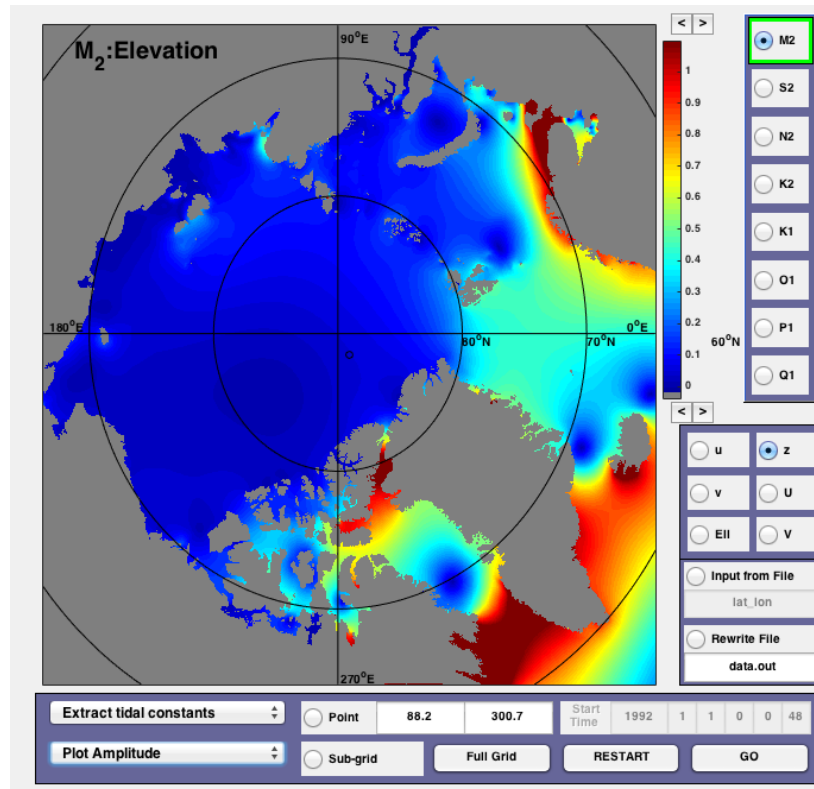 M2:Elevation
90°E
180°E
0°E
80°N
70°N
60°N
270°E
< >
1
0.9
0.8
0.7
0.6
0.5
0.4
0.3
0.2
0.1
0
< >
M2
S2
N2
K2
K1
O1
P1
Q1
u
z
v
U
Ell
V
Input from File
lat_lon
Rewrite File
data.out
Extract tidal constants
Point 88.2 300.7
Start Time 1992 1 1 0 0 48
Plot Amplitude
Sub-grid
Full Grid
RESTART
GO